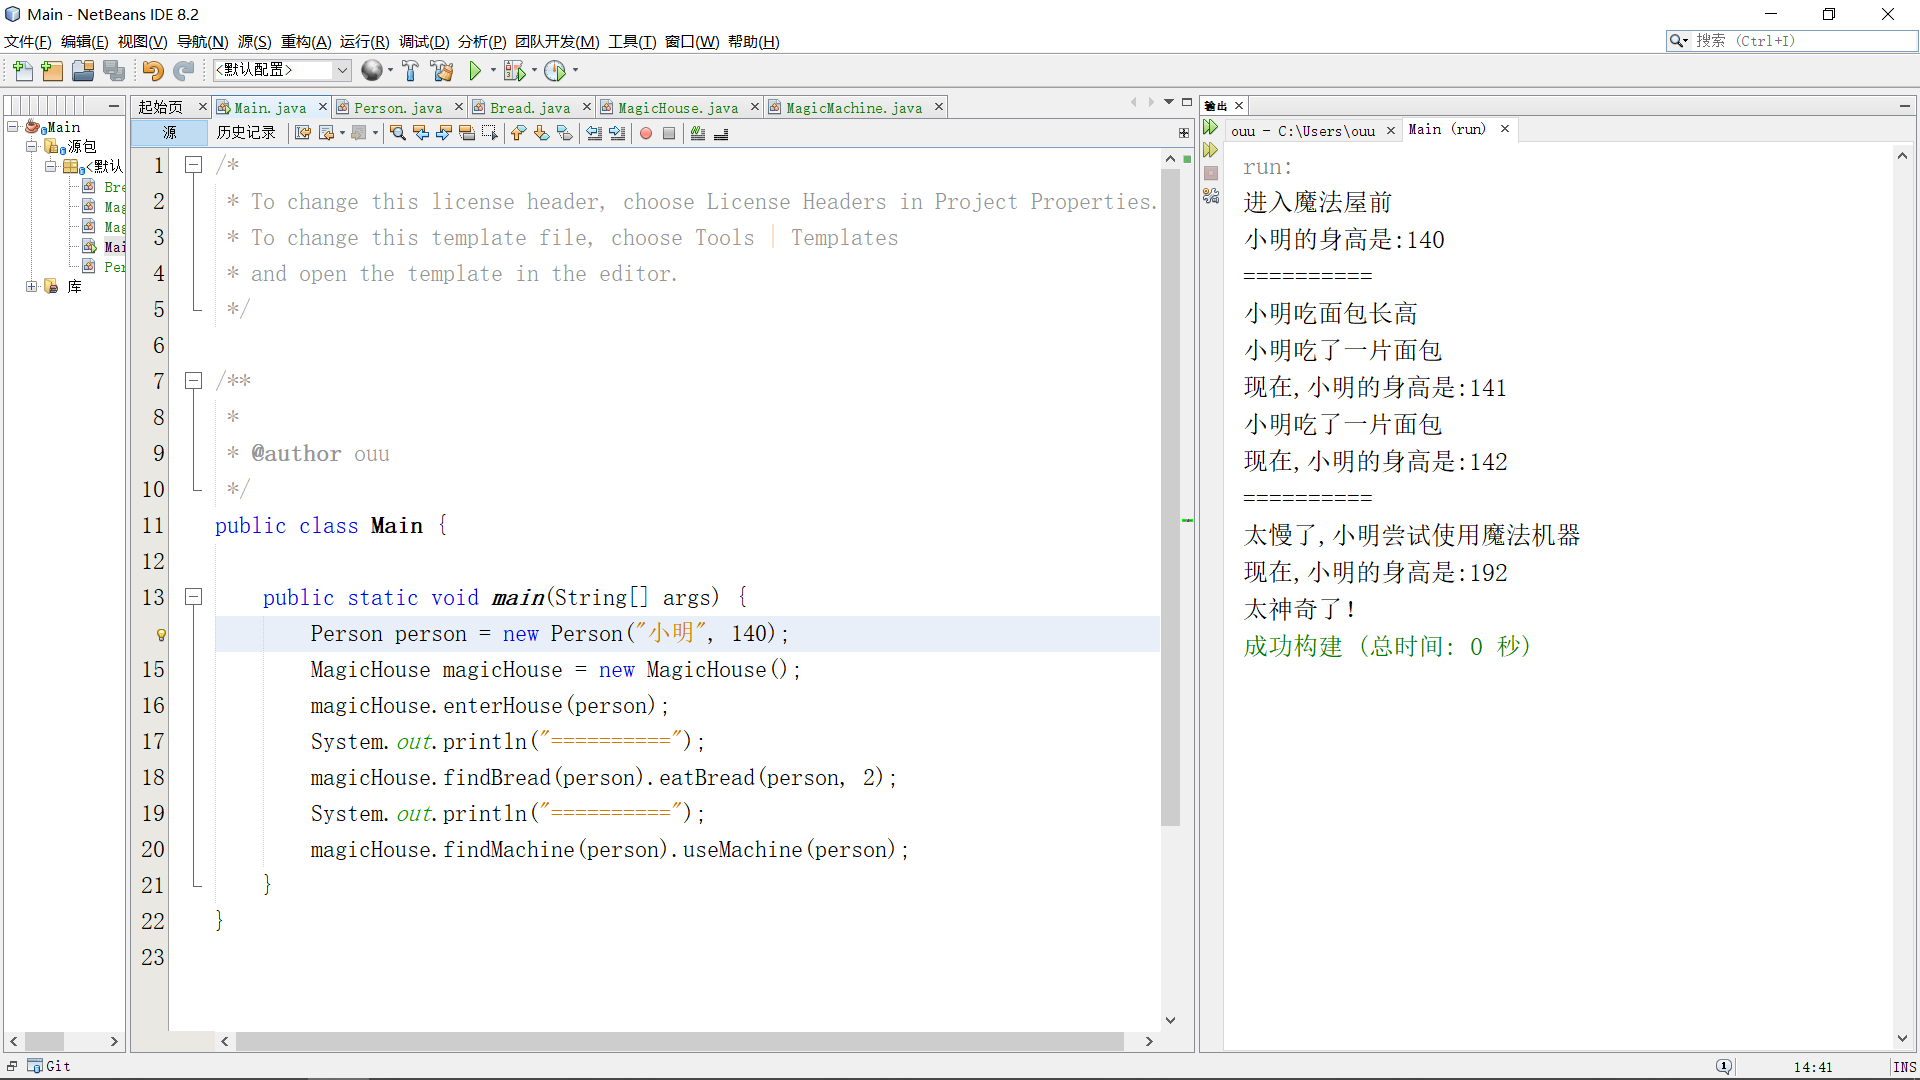 Main - NetBeans IDE 8.2
文件(F) 编辑(E) 视图(V) 导航(N) 源(S) 重构(A) 运行(R) 调试(D) 分析(P) 团队开发(M) 工具(T) 窗口(W) 帮助(H)
搜索 (Ctrl+I)
<默认配置>
Main
源包
<默认
Bre
Mag
Mag
Mai
Per
库
起始页 Main.java Person.java Bread.java MagicHouse.java MagicMachine.java
源 历史记录
1 /*
2 * To change this license header, choose License Headers in Project Properties.
3 * To change this template file, choose Tools | Templates
4 * and open the template in the editor.
5 */
6
7 /**
8 *
9 * @author ouu
10 */
11 public class Main {
12
13 public static void main(String[] args) {
Person person = new Person("小明", 140);
15 MagicHouse magicHouse = new MagicHouse();
16 magicHouse.enterHouse(person);
17 System.out.println("==========");
18 magicHouse.findBread(person).eatBread(person, 2);
19 System.out.println("==========");
20 magicHouse.findMachine(person).useMachine(person);
21 }
22 }
23
输出
ouu - C:\Users\ouu Main (run)
run:
进入魔法屋前
小明的身高是:140
==========
小明吃面包长高
小明吃了一片面包
现在,小明的身高是:141
小明吃了一片面包
现在,小明的身高是:142
==========
太慢了,小明尝试使用魔法机器
现在,小明的身高是:192
太神奇了!
成功构建 (总时间: 0 秒)
Git
1
14:41
INS